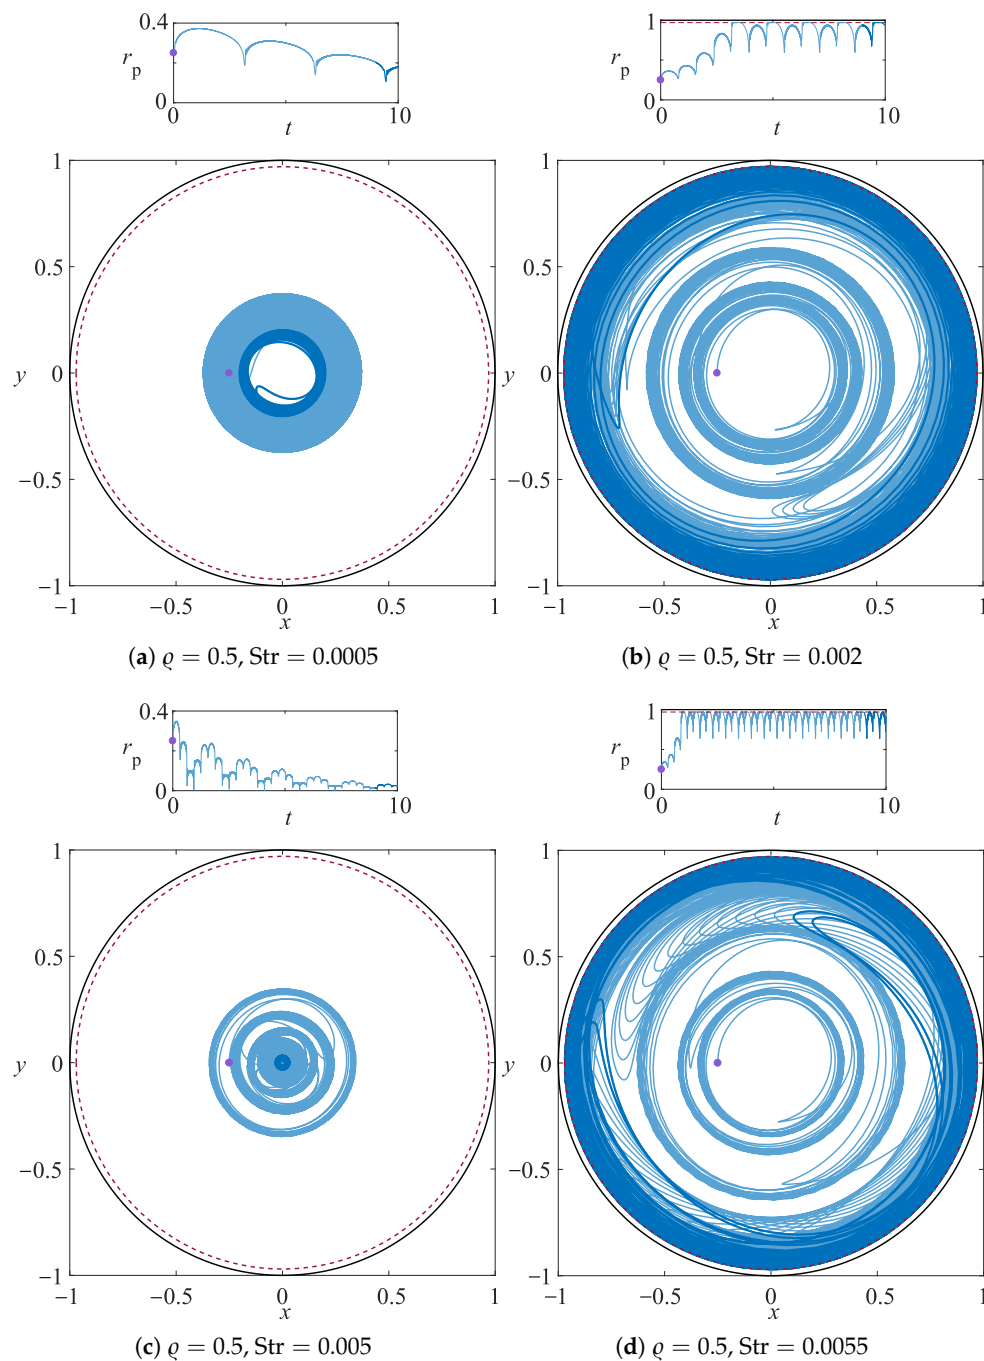 0.4
r_p
0
0
t
10
1
r_p
0
0
t
10
1
0.5
y 0
−0.5
−1
−1
−0.5
0
0.5
1
x
(a) ϱ = 0.5, Str = 0.0005
1
0.5
y 0
−0.5
−1
−1
−0.5
0
0.5
1
x
(b) ϱ = 0.5, Str = 0.002
0.4
r_p
0
0
t
10
1
r_p
0
0
t
10
1
0.5
y 0
−0.5
−1
−1
−0.5
0
0.5
1
x
(c) ϱ = 0.5, Str = 0.005
1
0.5
y 0
−0.5
−1
−1
−0.5
0
0.5
1
x
(d) ϱ = 0.5, Str = 0.0055